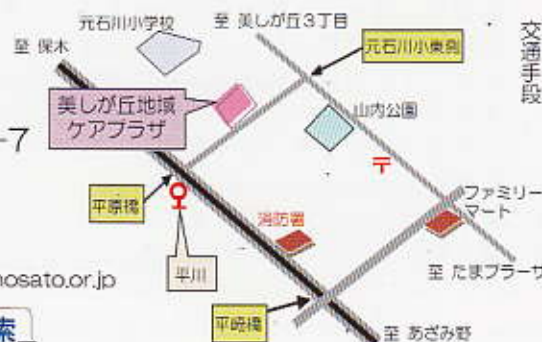 元石川小学校
至 美しが丘3丁目
交通手段
至 保木
元石川小東側
美しが丘地域
ケアプラザ
山内公園
-7
〒
平原橋
消防署
ファミリー
マート
平川
nosato.or.jp
至 たまプラーザ
索
平崎橋
至 あざみ野